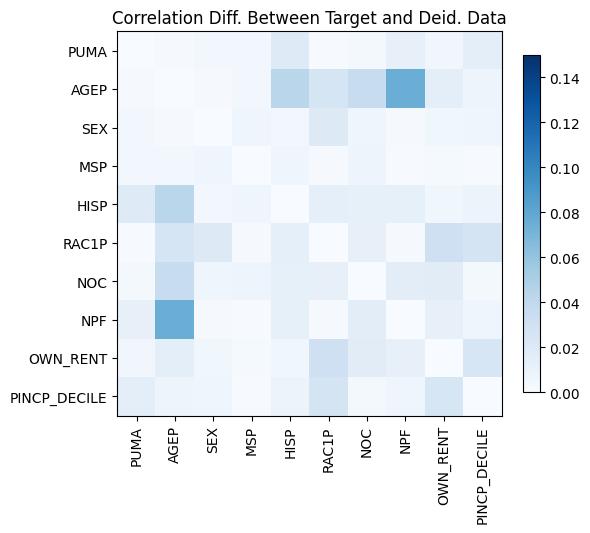 Correlation Diff. Between Target and Deid. Data
PUMA
AGEP
SEX
MSP
HISP
RAC1P
NOC
NPF
OWN_RENT
PINCP_DECILE
PUMA
AGEP
SEX
MSP
HISP
RAC1P
NOC
NPF
OWN_RENT
PINCP_DECILE
0.14
0.12
0.10
0.08
0.06
0.04
0.02
0.00